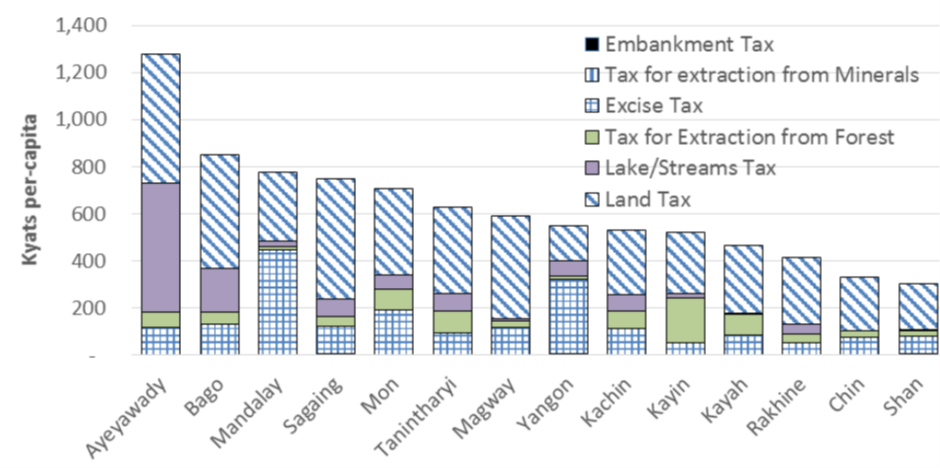 1,400
1,200
1,000
800
600
400
200
-
Kyats per-capita
Embankment Tax
Tax for extraction from Minerals
Excise Tax
Tax for Extraction from Forest
Lake/Streams Tax
Land Tax
Ayeyawady
Bago
Mandalay
Sagaing
Mon
Tanintharyi
Magway
Yangon
Kachin
Kayin
Kayah
Rakhine
Chin
Shan